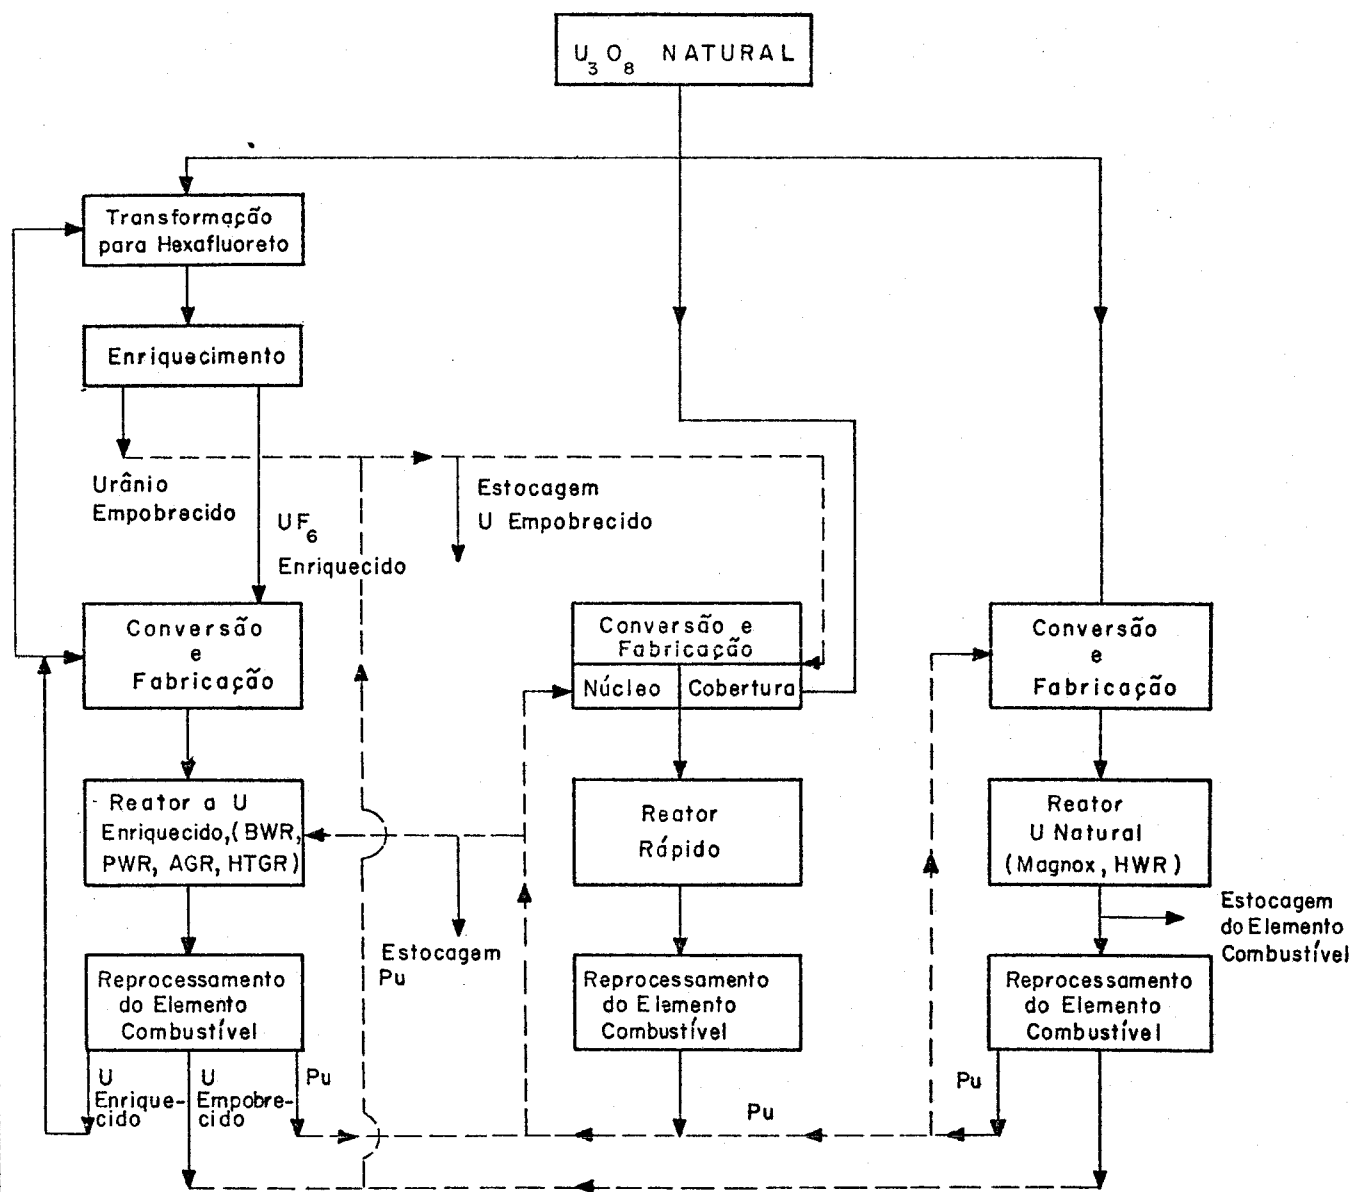 U3O8 NATURAL
Transformação
para Hexafluoreto
Enriquecimento
Urânio
Empobrecido
UF6
Enriquecido
Estocagem
U Empobrecido
Conversão
e
Fabricação
Conversão e
Fabricação
Núcleo
Cobertura
Conversão
e
Fabricação
Reator a U
Enriquecido,(BWR,
PWR, AGR, HTGR)
Reator
Rápido
Reator
U Natural
(Magnox, HWR)
Estocagem
Pu
Estocagem
do Elemento
Combustível
Reprocessamento
do Elemento
Combustível
Reprocessamento
do Elemento
Combustível
Reprocessamento
do Elemento
Combustível
U
Enrique-
cido
U
Empobre-
cido
Pu
Pu
Pu